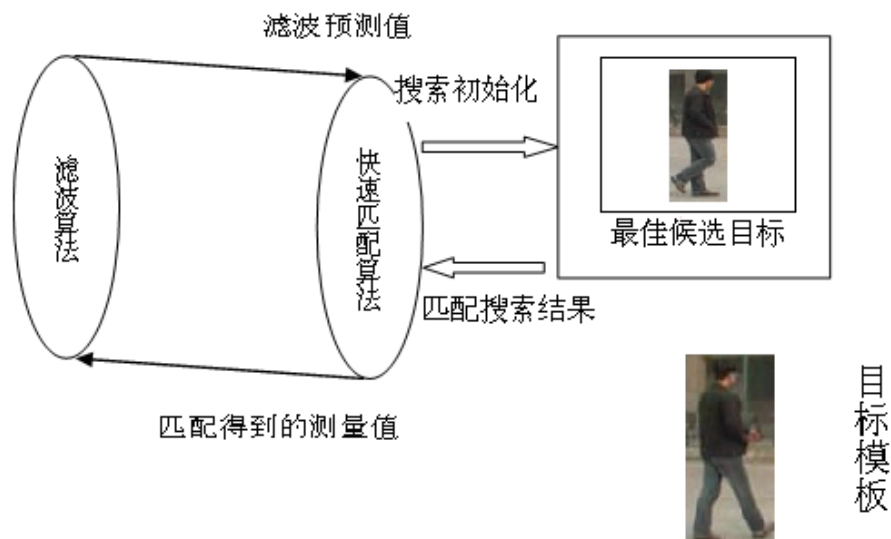 滤波预测值
搜索初始化
滤波算法
快速匹配算法
最佳候选目标
匹配搜索结果
匹配得到的测量值
目标模板